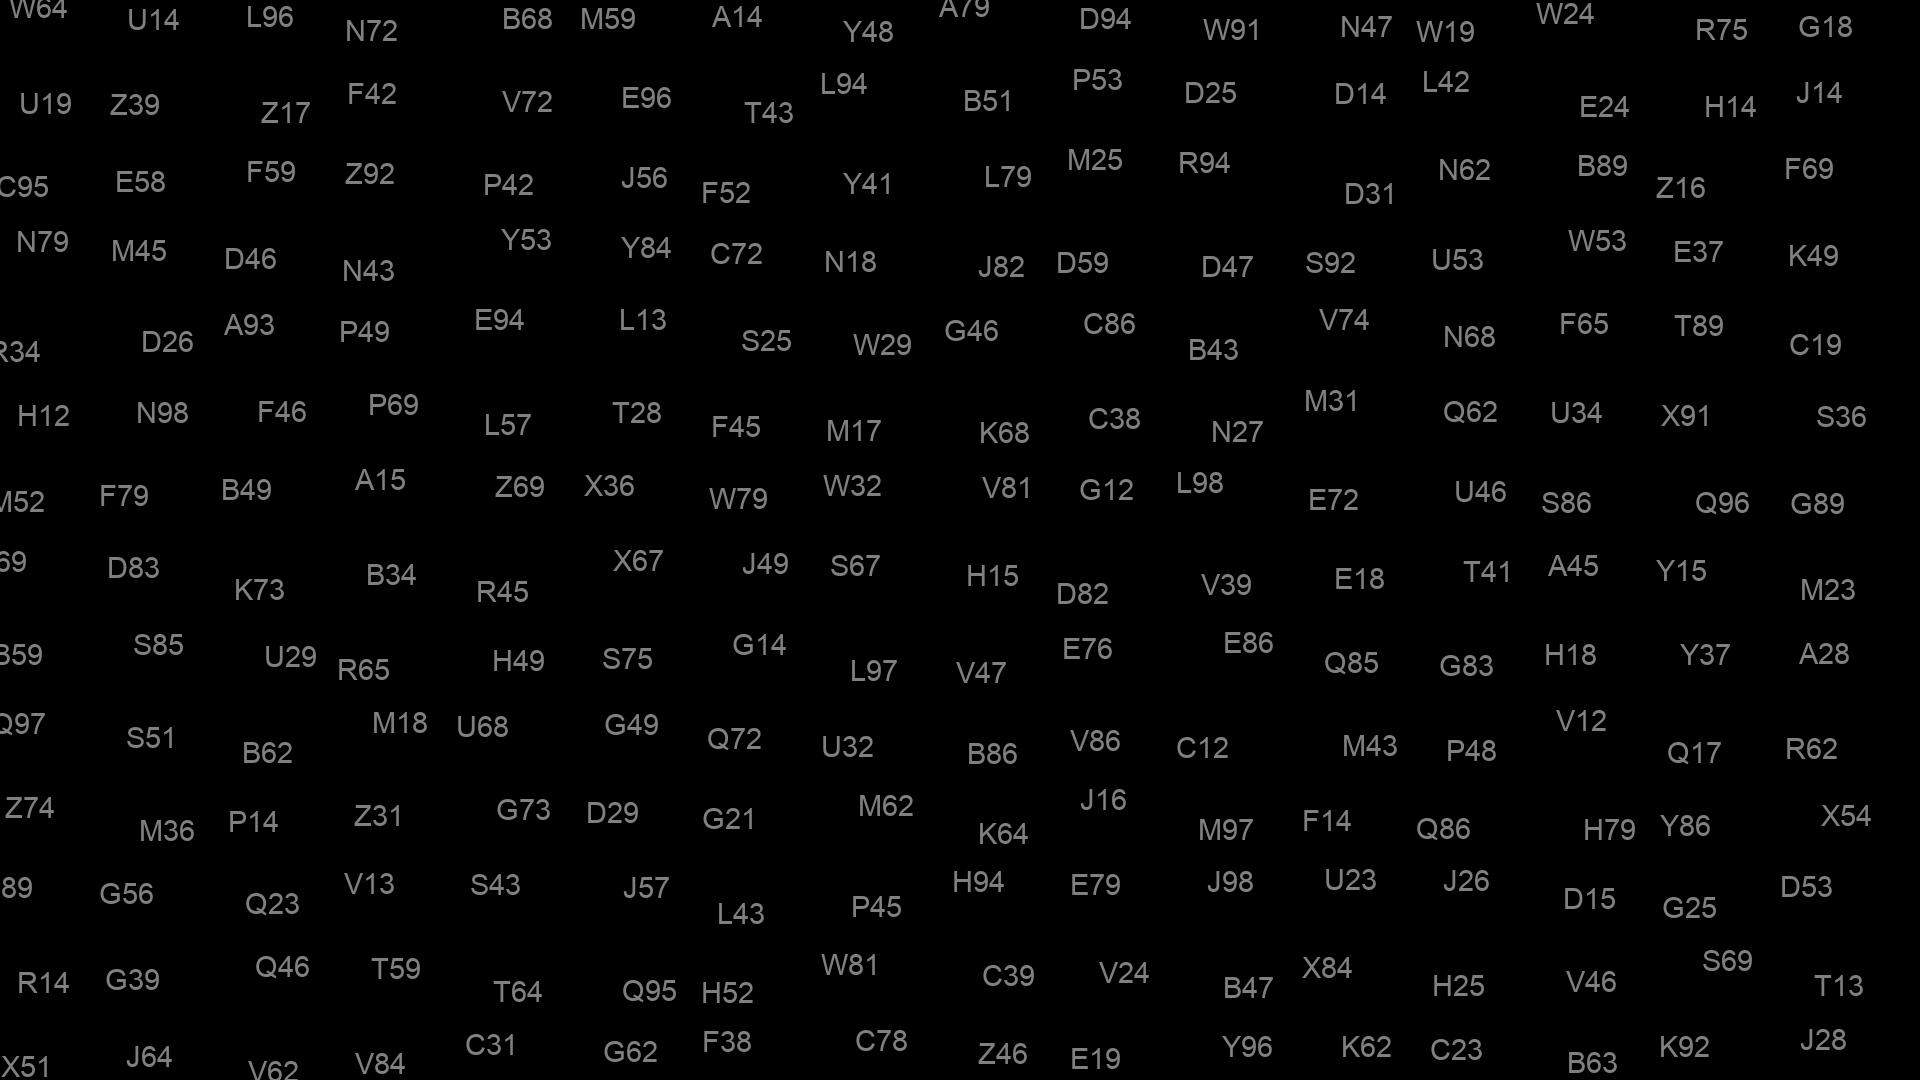 W64 U14 L96 N72 B68 M59 A14 Y48 A79 D94 W91 N47 W19 W24 R75 G18
U19 Z39 Z17 F42 V72 E96 T43 L94 B51 P53 D25 D14 L42 E24 H14 J14
C95 E58 F59 Z92 P42 J56 F52 Y41 L79 M25 R94 D31 N62 B89 Z16 F69
N79 M45 D46 N43 Y53 Y84 C72 N18 J82 D59 D47 S92 U53 W53 E37 K49
R34 D26 A93 P49 E94 L13 S25 W29 G46 C86 B43 V74 N68 F65 T89 C19
H12 N98 F46 P69 L57 T28 F45 M17 K68 C38 N27 M31 Q62 U34 X91 S36
M52 F79 B49 A15 Z69 X36 W79 W32 V81 G12 L98 E72 U46 S86 Q96 G89
69 D83 K73 B34 R45 X67 J49 S67 H15 D82 V39 E18 T41 A45 Y15 M23
B59 S85 U29 R65 H49 S75 G14 L97 V47 E76 E86 Q85 G83 H18 Y37 A28
Q97 S51 B62 M18 U68 G49 Q72 U32 B86 V86 C12 M43 P48 V12 Q17 R62
Z74 M36 P14 Z31 G73 D29 G21 M62 K64 J16 M97 F14 Q86 H79 Y86 X54
89 G56 Q23 V13 S43 J57 L43 P45 H94 E79 J98 U23 J26 D15 G25 D53
R14 G39 Q46 T59 T64 Q95 H52 W81 C39 V24 B47 X84 H25 V46 S69 T13
X51 J64 V62 V84 C31 G62 F38 C78 Z46 E19 Y96 K62 C23 B63 K92 J28